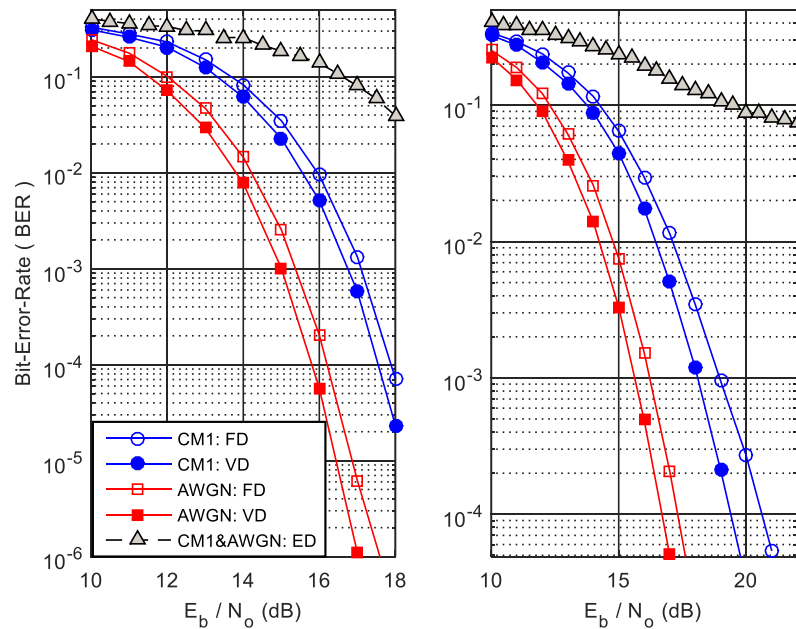 Bit-Error-Rate ( BER )
10^-1
10^-2
10^-3
10^-4
10^-5
10^-6
10 12 14 16 18
E_b / N_o (dB)
CM1: FD
CM1: VD
AWGN: FD
AWGN: VD
CM1&AWGN: ED
10^-1
10^-2
10^-3
10^-4
10 15 20
E_b / N_o (dB)